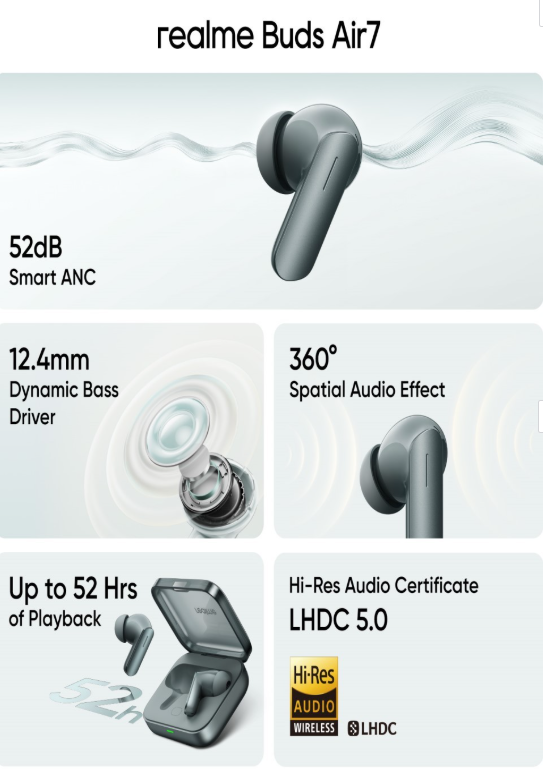 realme Buds Air7
52dB
Smart ANC
12.4mm
Dynamic Bass
Driver
360°
Spatial Audio Effect
Up to 52 Hrs
of Playback
realme
52h
Hi-Res Audio Certificate
LHDC 5.0
Hi-Res
AUDIO
WIRELESS
LHDC